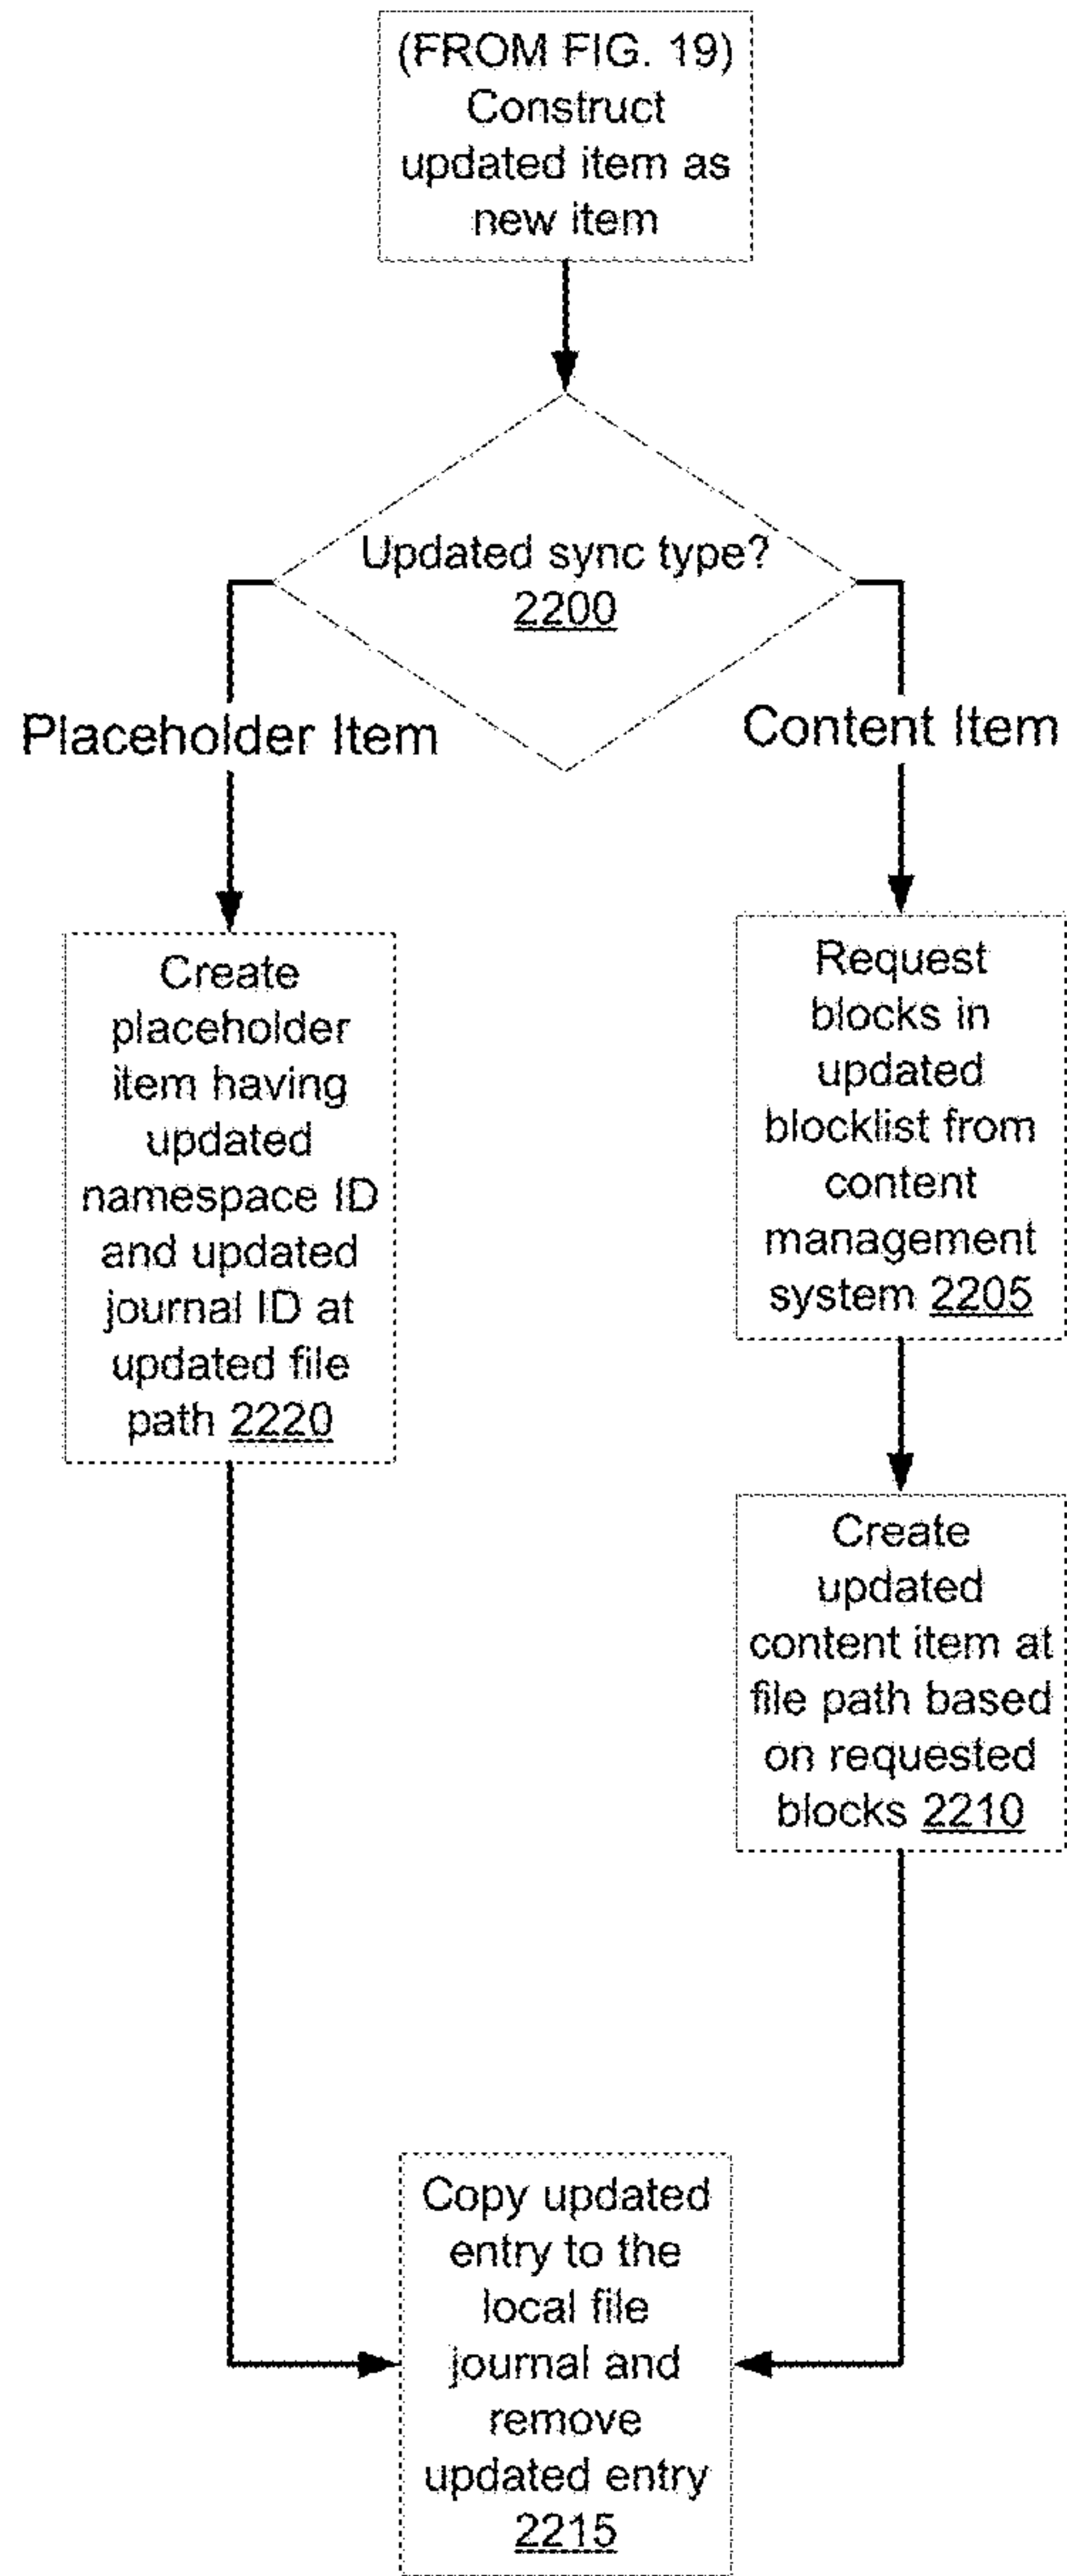 (FROM FIG. 19)
Construct
updated item as
new item
Updated sync type?
2200
Placeholder Item
Content Item
Create
placeholder
item having
updated
namespace ID
and updated
journal ID at
updated file
path 2220
Request
blocks in
updated
blocklist from
content
management
system 2205
Create
updated
content item at
file path based
on requested
blocks 2210
Copy updated
entry to the
local file
journal and
remove
updated entry
2215